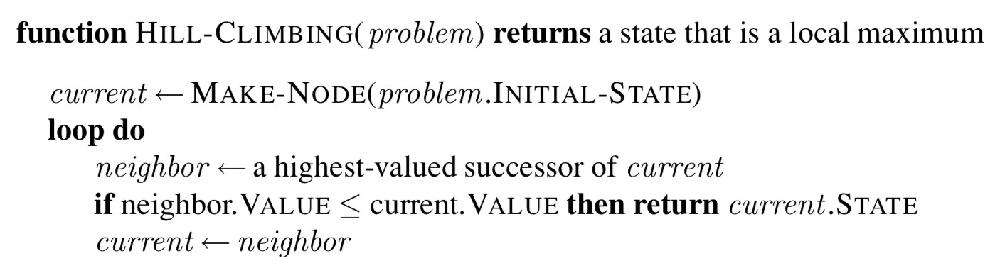 function HILL-CLIMBING(problem) returns a state that is a local maximum
current ← MAKE-NODE(problem.INITIAL-STATE)
loop do
neighbor ← a highest-valued successor of current
if neighbor.VALUE ≤ current.VALUE then return current.STATE
current ← neighbor